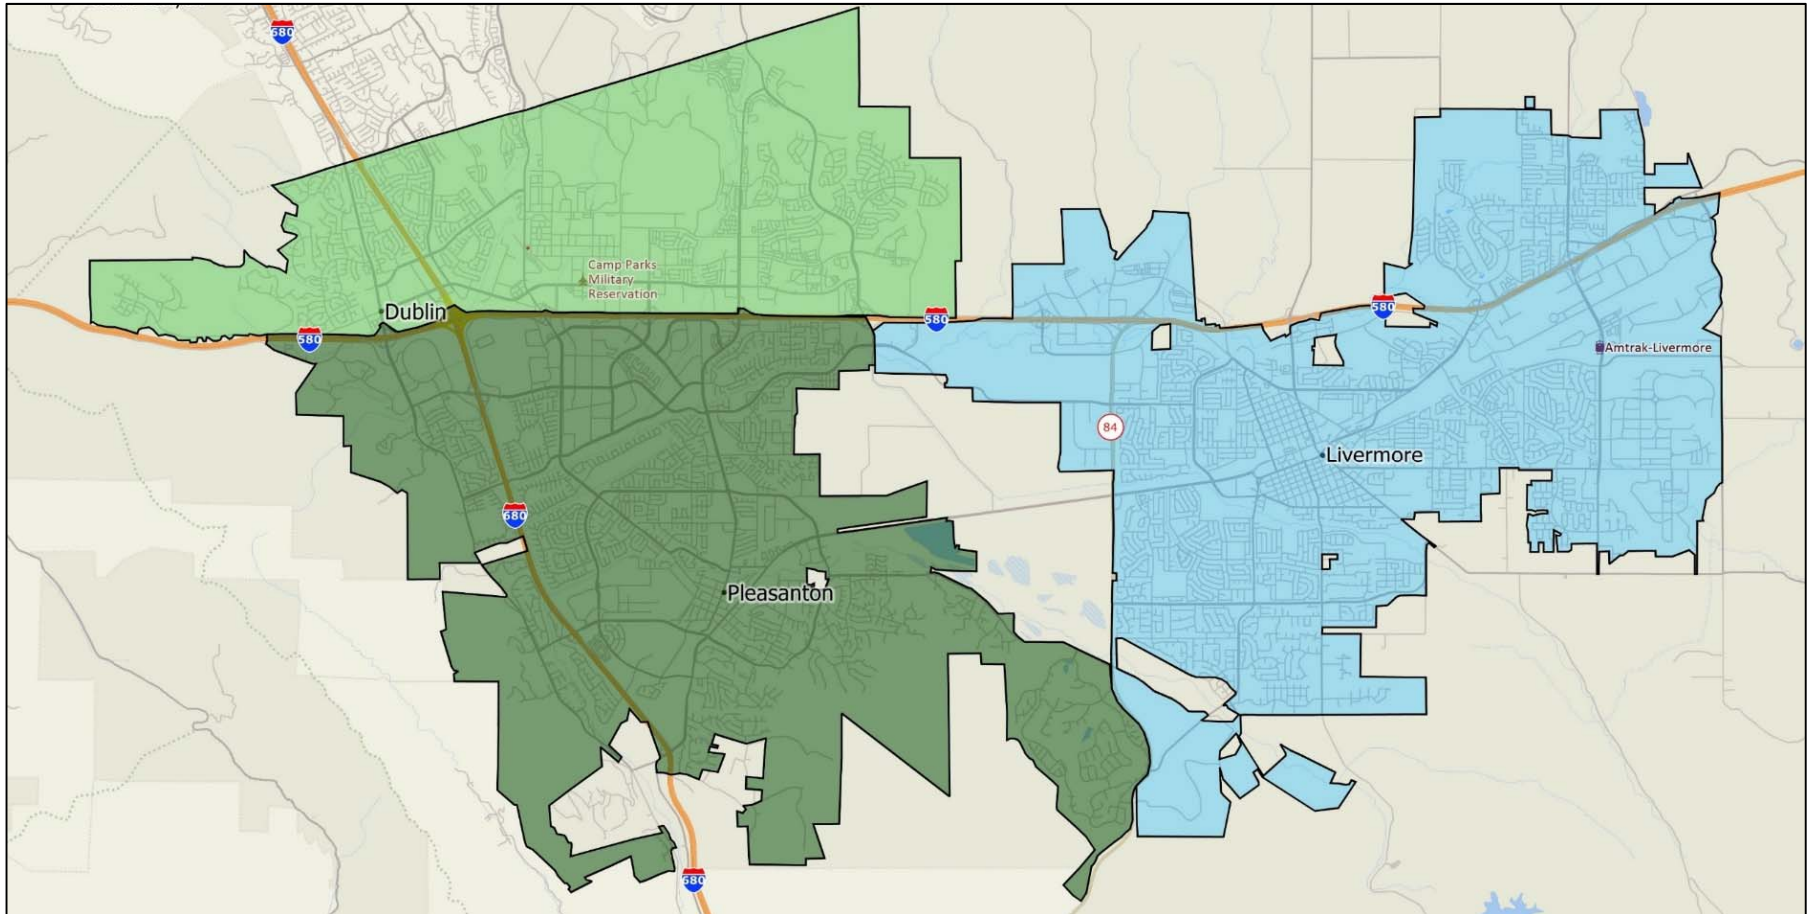 680
Camp Parks
Military
Reservation
Dublin
580
580
580
Amtrak-Livermore
84
Livermore
680
Pleasanton
680